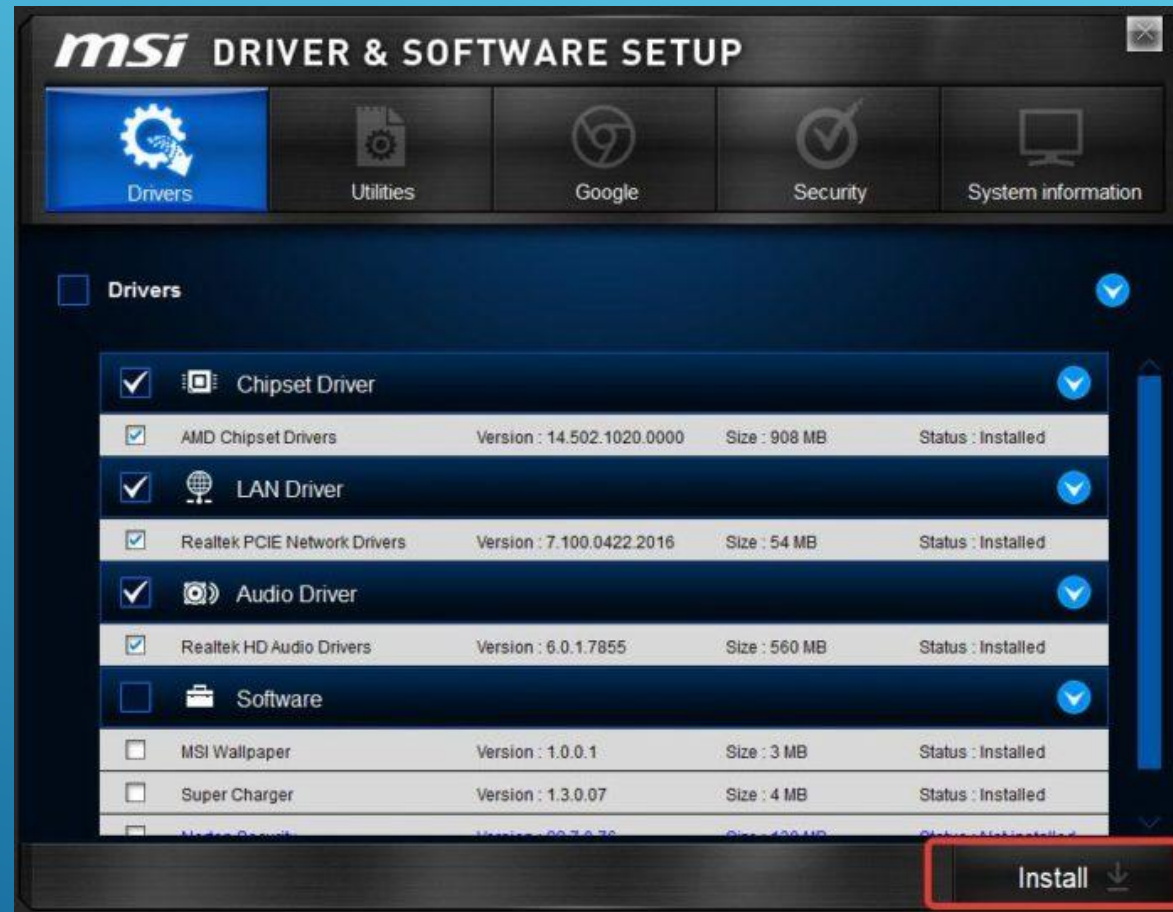 msi DRIVER & SOFTWARE SETUP
Drivers Utilities Google Security System information
Drivers
Chipset Driver
AMD Chipset Drivers Version : 14.502.1020.0000 Size : 908 MB Status : Installed
LAN Driver
Realtek PCIE Network Drivers Version : 7.100.0422.2016 Size : 54 MB Status : Installed
Audio Driver
Realtek HD Audio Drivers Version : 6.0.1.7855 Size : 560 MB Status : Installed
Software
MSI Wallpaper Version : 1.0.0.1 Size : 3 MB Status : Installed
Super Charger Version : 1.3.0.07 Size : 4 MB Status : Installed
Install